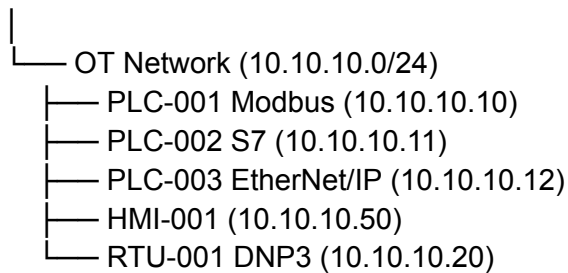 │
└── OT Network (10.10.10.0/24)
├── PLC-001 Modbus (10.10.10.10)
├── PLC-002 S7 (10.10.10.11)
├── PLC-003 EtherNet/IP (10.10.10.12)
├── HMI-001 (10.10.10.50)
└── RTU-001 DNP3 (10.10.10.20)